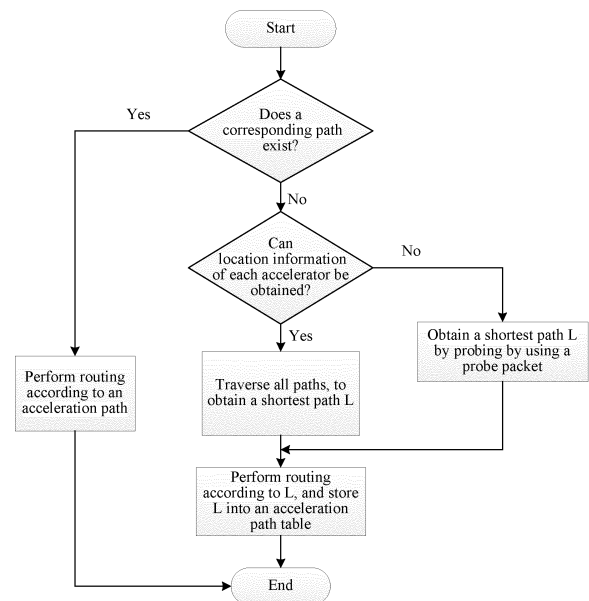 Start
Yes
Does a
corresponding path
exist?
No
Can
location information
of each accelerator be
obtained?
No
Yes
Perform routing
according to an
acceleration path
Traverse all paths, to
obtain a shortest path L
Obtain a shortest path L
by probing by using a
probe packet
Perform routing
according to L, and store
L into an acceleration
path table
End